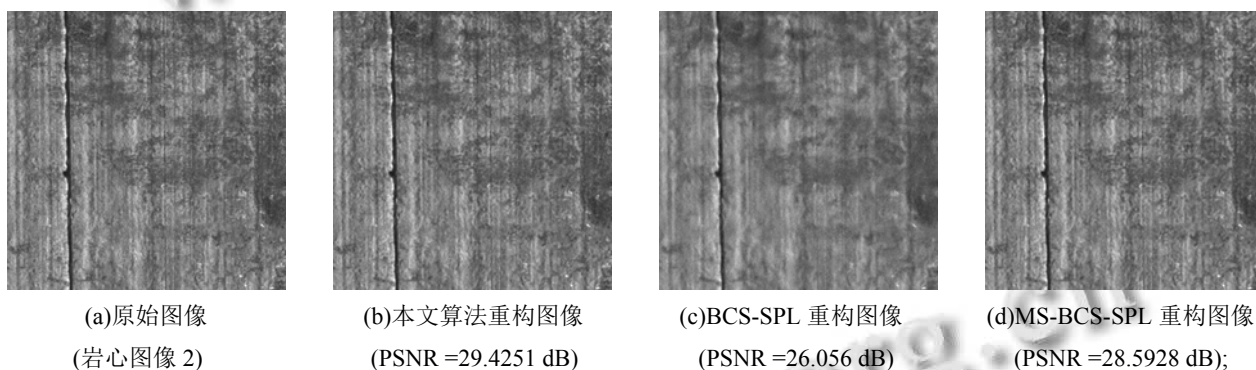 (a)原始图像
(岩心图像 2)
(b)本文算法重构图像
(PSNR =29.4251 dB)
(c)BCS-SPL 重构图像
(PSNR =26.056 dB)
(d)MS-BCS-SPL 重构图像
(PSNR =28.5928 dB);